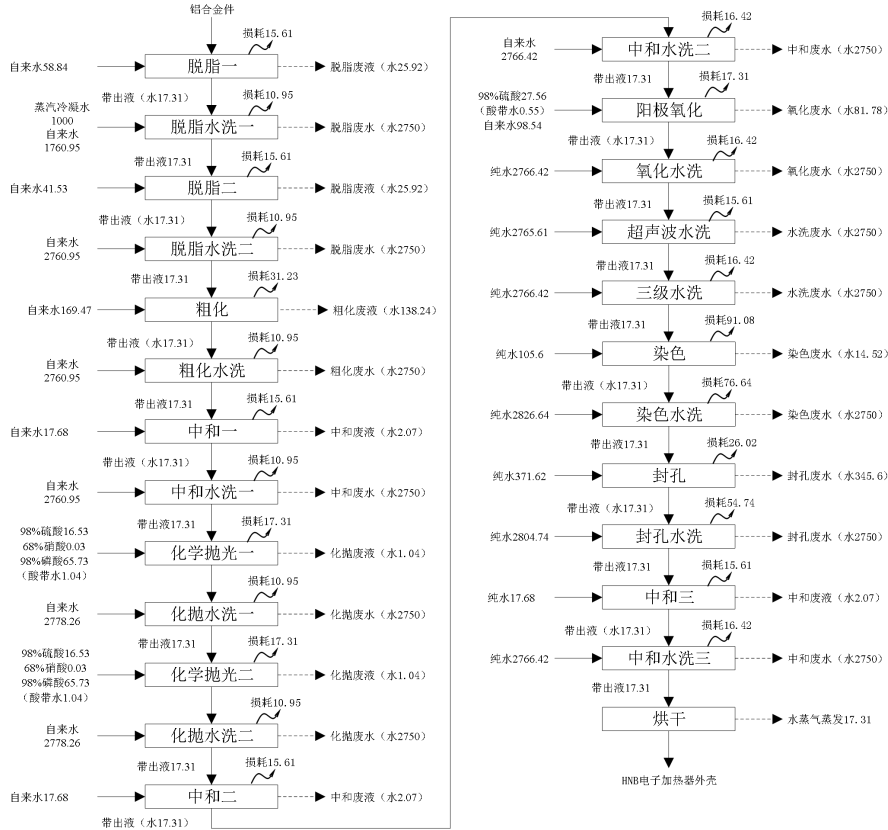 铝合金件
损耗15.61
自来水58.84
脱脂一
脱脂废液（水25.92）
带出液（水17.31）
损耗10.95
蒸汽冷凝水
1000
自来水
1760.95
脱脂水洗一
脱脂废水（水2750）
带出液17.31
损耗15.61
自来水41.53
脱脂二
脱脂废液（水25.92）
带出液（水17.31）
损耗10.95
自来水
2760.95
脱脂水洗二
脱脂废水（水2750）
带出液17.31
损耗31.23
自来水169.47
粗化
粗化废液（水138.24）
带出液（水17.31）
损耗10.95
自来水
2760.95
粗化水洗
粗化废水（水2750）
带出液17.31
损耗15.61
自来水17.68
中和一
中和废液（水2.07）
带出液（水17.31）
损耗10.95
自来水
2760.95
中和水洗一
中和废水（水2750）
带出液17.31
损耗17.31
98%硫酸16.53
68%硝酸0.03
98%磷酸65.73
（酸带水1.04）
化学抛光一
化抛废液（水1.04）
损耗10.95
自来水
2778.26
化抛水洗一
化抛废水（水2750）
带出液17.31
损耗17.31
98%硫酸16.53
68%硝酸0.03
98%磷酸65.73
（酸带水1.04）
化学抛光二
化抛废液（水1.04）
损耗10.95
自来水
2778.26
化抛水洗二
化抛废水（水2750）
带出液17.31
损耗15.61
自来水17.68
中和二
中和废液（水2.07）
带出液（水17.31）
损耗16.42
自来水
2766.42
中和水洗二
中和废水（水2750）
带出液17.31
损耗17.31
98%硫酸27.56
（酸带水0.55）
自来水98.54
阳极氧化
氧化废水（水81.78）
带出液（水17.31）
损耗16.42
纯水2766.42
氧化水洗
氧化废水（水2750）
带出液17.31
损耗15.61
纯水2765.61
超声波水洗
水洗废水（水2750）
带出液17.31
损耗16.42
纯水2766.42
三级水洗
水洗废水（水2750）
带出液17.31
损耗91.08
纯水105.6
染色
染色废水（水14.52）
带出液（水17.31）
损耗76.64
纯水2826.64
染色水洗
染色废水（水2750）
带出液17.31
损耗26.02
纯水371.62
封孔
封孔废水（水345.6）
带出液（水17.31）
损耗54.74
纯水2804.74
封孔水洗
封孔废水（水2750）
带出液17.31
损耗15.61
纯水17.68
中和三
中和废液（水2.07）
带出液（水17.31）
损耗16.42
纯水2766.42
中和水洗三
中和废水（水2750）
带出液17.31
烘干
水蒸气蒸发17.31
HNB电子加热器外壳